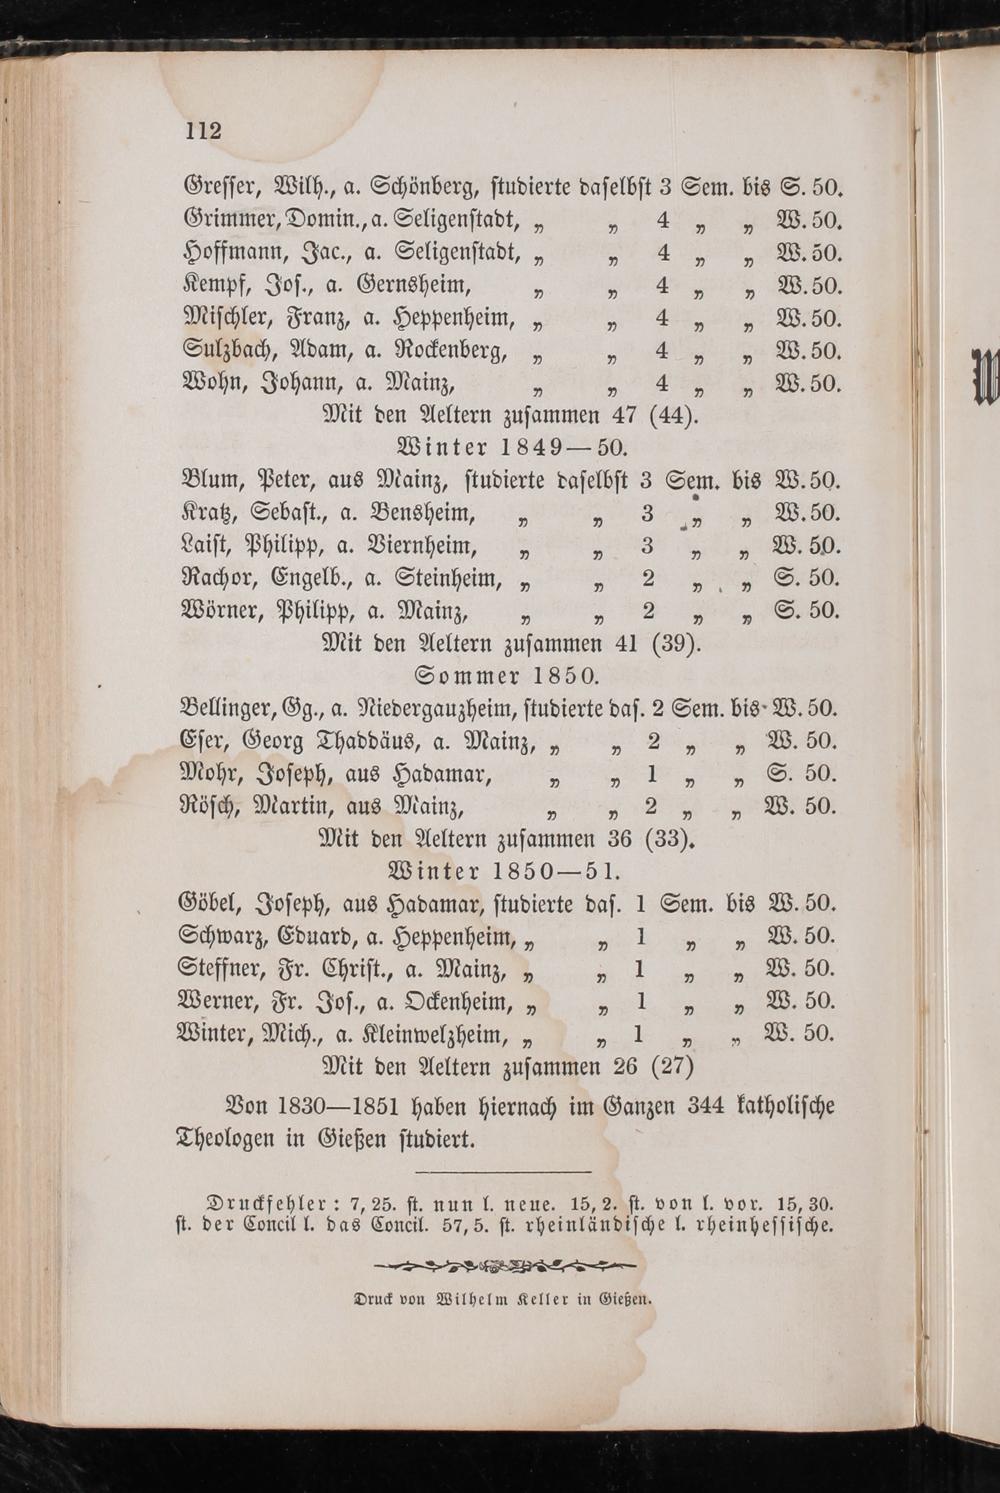 112
Gresser, Wilh., a. Schönberg, studierte daselbst 3 Sem. bis S. 50.
Grimmer, Domin., a. Seligenstadt, „ „ 4 „ „ W. 50.
Hoffmann, Jac., a. Seligenstadt, „ „ 4 „ „ W. 50.
Kempf, Jos., a. Gernsheim, „ „ 4 „ „ W. 50.
Mischler, Franz, a. Heppenheim, „ „ 4 „ „ W. 50.
Sulzbach, Adam, a. Rockenberg, „ „ 4 „ „ W. 50.
Wohn, Johann, a. Mainz, „ „ 4 „ „ W. 50.
Mit den Aeltern zusammen 47 (44).
Winter 1849—50.
Blum, Peter, aus Mainz, studierte daselbst 3 Sem. bis W. 50.
Kratz, Sebast., a. Bensheim, „ „ 3 „ „ W. 50.
Laist, Philipp, a. Viernheim, „ „ 3 „ „ W. 50.
Rachor, Engelb., a. Steinheim, „ „ 2 „ „ S. 50.
Wörner, Philipp, a. Mainz, „ „ 2 „ „ S. 50.
Mit den Aeltern zusammen 41 (39).
Sommer 1850.
Bellinger, Gg., a. Niedergauzheim, studierte das. 2 Sem. bis W. 50.
Eser, Georg Thaddäus, a. Mainz, „ „ 2 „ „ W. 50.
Mohr, Joseph, aus Hadamar, „ „ 1 „ „ S. 50.
Rösch, Martin, aus Mainz, „ „ 2 „ „ W. 50.
Mit den Aeltern zusammen 36 (33).
Winter 1850—51.
Göbel, Joseph, aus Hadamar, studierte das. 1 Sem. bis W. 50.
Schwarz, Eduard, a. Heppenheim, „ „ 1 „ „ W. 50.
Steffner, Fr. Christ., a. Mainz, „ „ 1 „ „ W. 50.
Werner, Fr. Jos., a. Ockenheim, „ „ 1 „ „ W. 50.
Winter, Mich., a. Kleinwelzheim, „ „ 1 „ „ W. 50.
Mit den Aeltern zusammen 26 (27)
Von 1830—1851 haben hiernach im Ganzen 344 katholische
Theologen in Gießen studiert.
Druckfehler: 7, 25. st. nun l. neue. 15, 2. st. von l. vor. 15, 30.
st. der Concil l. das Concil. 57, 5. st. rheinländische l. rheinhessische.
Druck von Wilhelm Keller in Gießen.